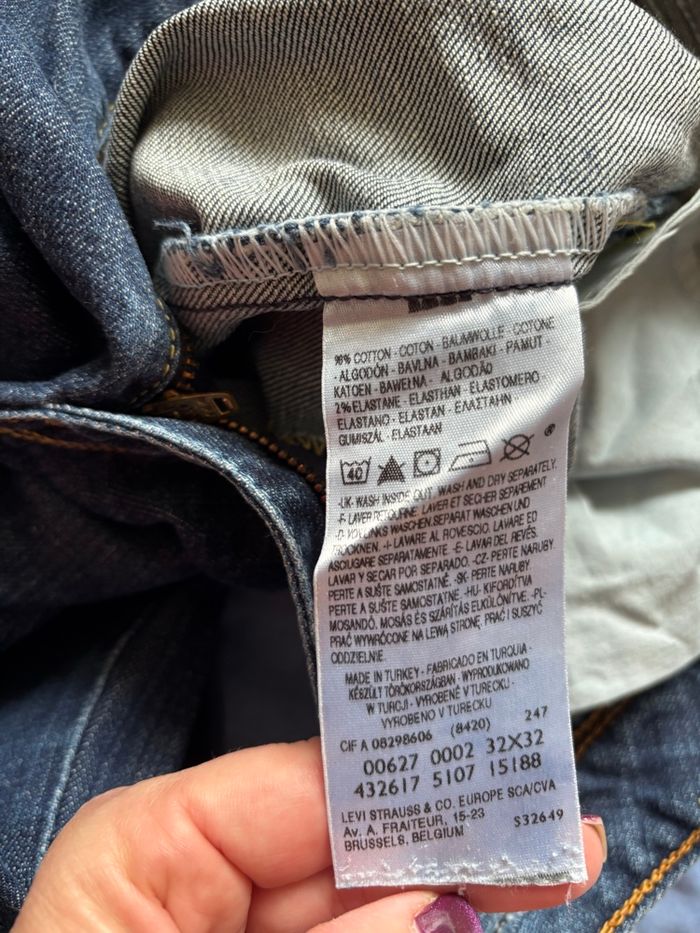 98% COTTON - COTON - BAUMWOLLE - COTONE
- ALGODÓN - BAVLNA - BAMBAKI - PAMUT -
KATOEN - BAWEŁNA - ALGODÃO
2% ELASTANE - ELASTHAN - ELASTOMERO
ELASTANO - ELASTAN - ΕΛΑΣΤΑΗ
GUMISZÁL - ELASTAAN
40
-UK- WASH INSIDE OUT. WASH AND DRY SEPARATELY.
-F- LAVER RETOURNE. LAVER ET SECHER SEPAREMENT
-D- WASCHEN. SEPARAT WASCHEN UND
TROCKNEN. -I- LAVARE AL ROVESCIO. LAVARE ED
ASCIUGARE SEPARATAMENTE. -E- LAVAR DEL REVÉS.
LAVAR Y SECAR POR SEPARADO. -CZ- PERTE NARUBY.
PERTE A SUŠTE SAMOSTATNĚ. -SK- PERTE NARUBY.
PERTE A SUŠTE SAMOSTATNE. -HU- KIFORDÍTVA
MOSANDÓ. MOSÁS ÉS SZÁRÍTÁS ELKÜLÖNÍTVE. -PL-
PRAĆ WYWRÓCONE NA LEWĄ STRONĘ. PRAĆ I SUSZYĆ
ODDZIELNIE.
MADE IN TURKEY - FABRICADO EN TURQUIA -
KÉSZÜLT TÖRÖKORSZÁGBAN - WYPRODUKOWANO
W TURCJI - VYROBENÉ V TURECKU -
VYROBENO V TURECKU
CIF A 08298606 (8420) 247
00627 0002 32X32
432617 5107 15188
LEVI STRAUSS & CO. EUROPE SCA/CVA
Av. A. FRAITEUR, 15-23 S32649
BRUSSELS, BELGIUM